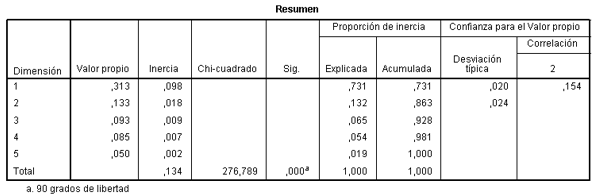 Resumen
Proporción de inercia Confianza para el Valor propio
Correlación
Dimensión Valor propio Inercia Chi-cuadrado Sig. Explicada Acumulada Desviación típica 2
1 ,313 ,098 ,731 ,731 ,020 ,154
2 ,133 ,018 ,132 ,863 ,024
3 ,093 ,009 ,065 ,928
4 ,085 ,007 ,054 ,981
5 ,050 ,002 ,019 1,000
Total ,134 276,789 ,000a 1,000 1,000
a. 90 grados de libertad